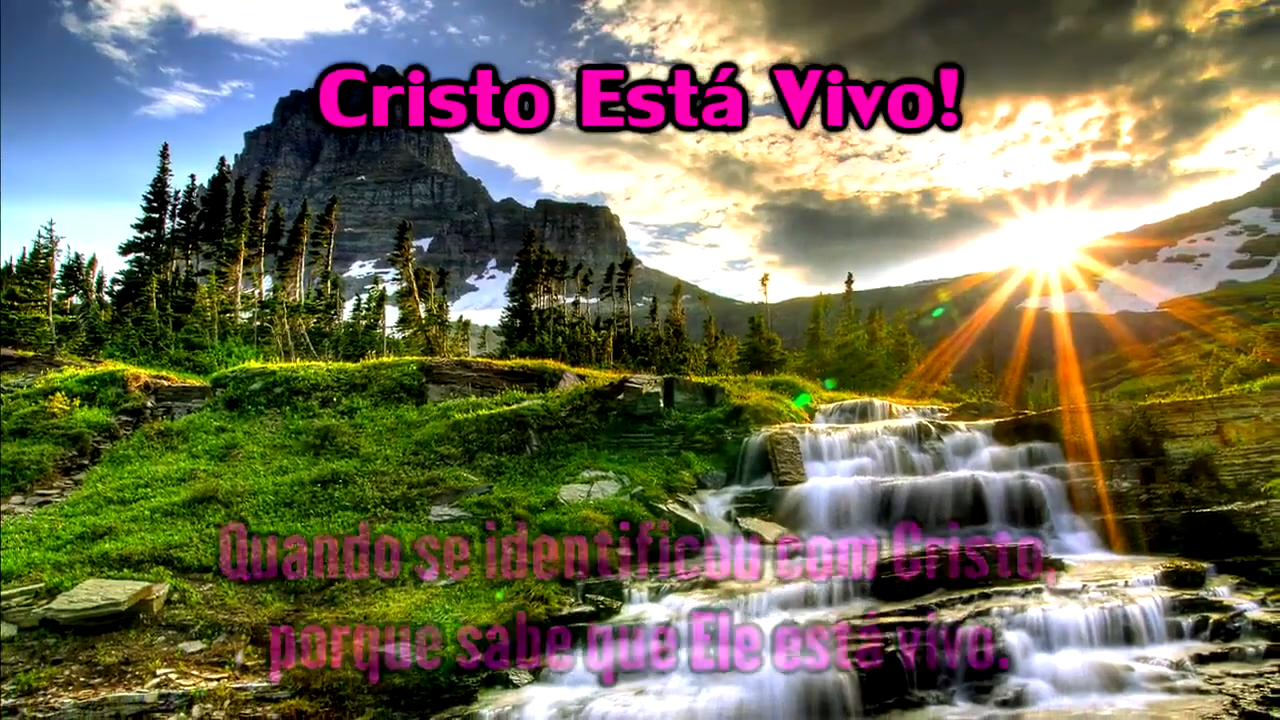 Cristo Está Vivo!
Quando se identificou com Cristo,
porque sabe que Ele está vivo.